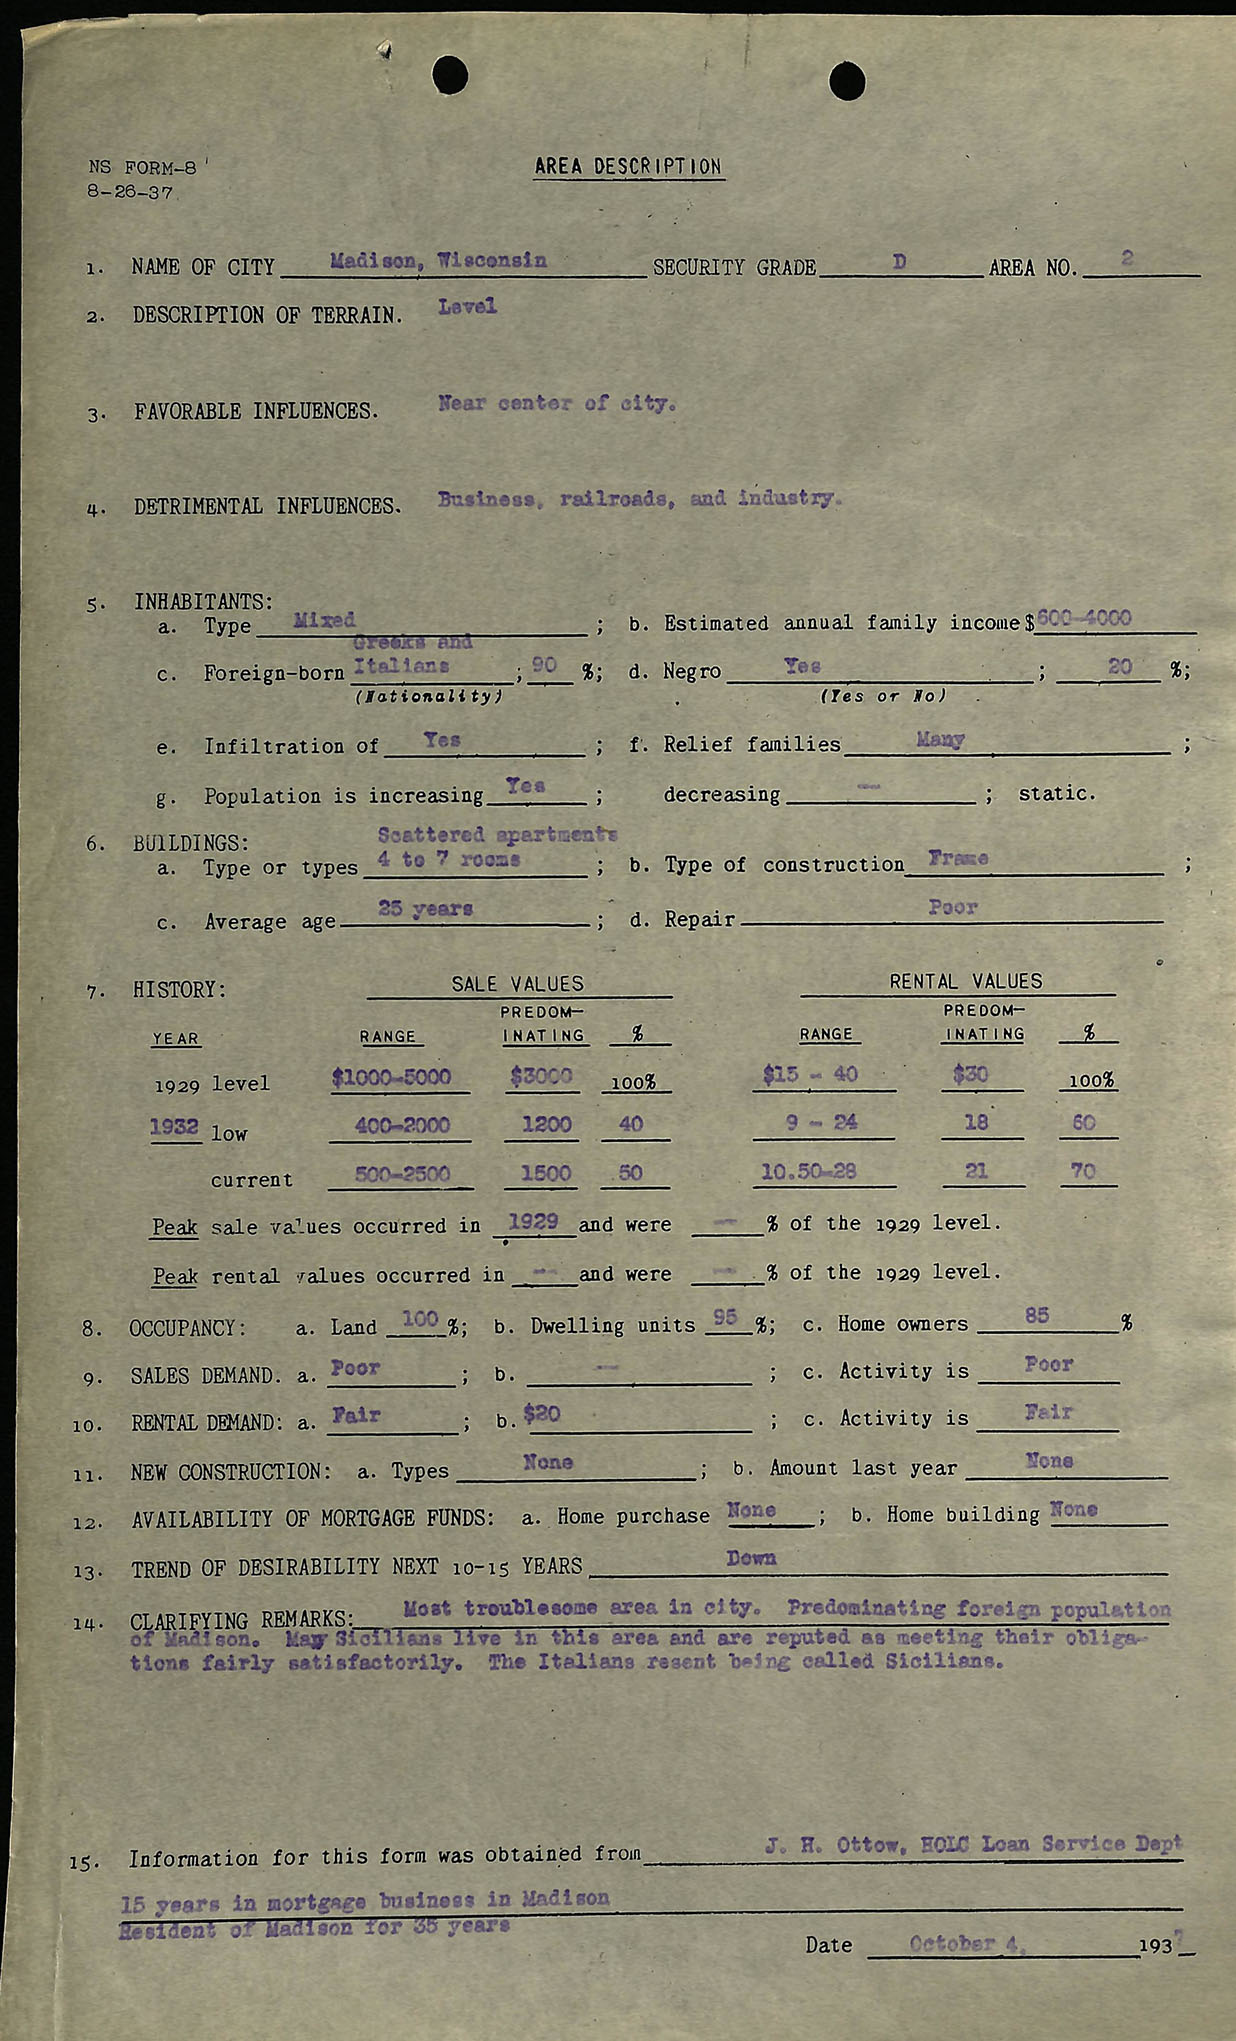 NS FORM-8
8-26-37
AREA DESCRIPTION
1. NAME OF CITY Madison, Wisconsin SECURITY GRADE D AREA NO. 2
2. DESCRIPTION OF TERRAIN. Level
3. FAVORABLE INFLUENCES. Near center of city.
4. DETRIMENTAL INFLUENCES. Business, railroads, and industry.
5. INHABITANTS:
a. Type Mixed ; b. Estimated annual family income $600-4000
Greeks and
c. Foreign-born Italians ; 90 %; d. Negro Yes ; 20 %;
(Nationality) (Yes or No)
e. Infiltration of Yes ; f. Relief families Many ;
g. Population is increasing Yes ; decreasing — ; static.
6. BUILDINGS: Scattered apartments
a. Type or types 4 to 7 rooms ; b. Type of construction Frame ;
c. Average age 25 years ; d. Repair Poor
7. HISTORY: SALE VALUES RENTAL VALUES
PREDOM- PREDOM-
YEAR RANGE INATING % RANGE INATING %
1929 level $1000-5000 $3000 100% $15 - 40 $30 100%
1932 low 400-2000 1200 40 9 - 24 18 60
current 500-2500 1500 50 10.50-28 21 70
Peak sale values occurred in 1929 and were — % of the 1929 level.
Peak rental values occurred in — and were — % of the 1929 level.
8. OCCUPANCY: a. Land 100 %; b. Dwelling units 95 %; c. Home owners 85 %
9. SALES DEMAND. a. Poor ; b. — ; c. Activity is Poor
10. RENTAL DEMAND: a. Fair ; b. $20 ; c. Activity is Fair
11. NEW CONSTRUCTION: a. Types None ; b. Amount last year None
12. AVAILABILITY OF MORTGAGE FUNDS: a. Home purchase None ; b. Home building None
13. TREND OF DESIRABILITY NEXT 10-15 YEARS Down
14. CLARIFYING REMARKS: Most troublesome area in city. Predominating foreign population
of Madison. May Sicilians live in this area and are reputed as meeting their obliga-
tions fairly satisfactorily. The Italians resent being called Sicilians.
15. Information for this form was obtained from J. H. Ottow, HOLC Loan Service Dept
15 years in mortgage business in Madison
Resident of Madison for 35 years
Date October 4, 1937